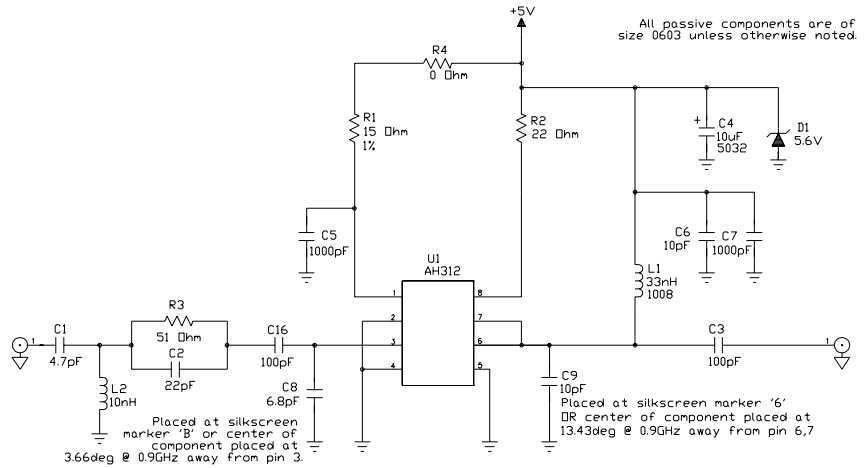 +5V
All passive components are of
size 0603 unless otherwise noted.
R4
0 Ohm
R1
15 Ohm
1%
R2
22 Ohm
+
C4
10uF
5032
D1
5.6V
C5
1000pF
C6
10pF
C7
1000pF
U1
AH312
L1
33nH
1008
1
8
2
7
3
6
4
5
R3
51 Ohm
C1
4.7pF
1
C2
22pF
C16
100pF
C3
100pF
1
L2
10nH
C8
6.8pF
C9
10pF
Placed at silkscreen
marker 'B' or center of
component placed at
3.66deg @ 0.9GHz away from pin 3.
Placed at silkscreen marker '6'
OR center of component placed at
13.43deg @ 0.9GHz away from pin 6,7